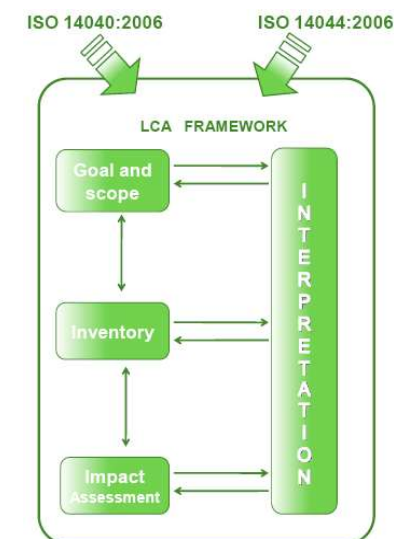 ISO 14040:2006
ISO 14044:2006
LCA FRAMEWORK
Goal and
scope
Inventory
Impact
Assessment
INTERPRETATION